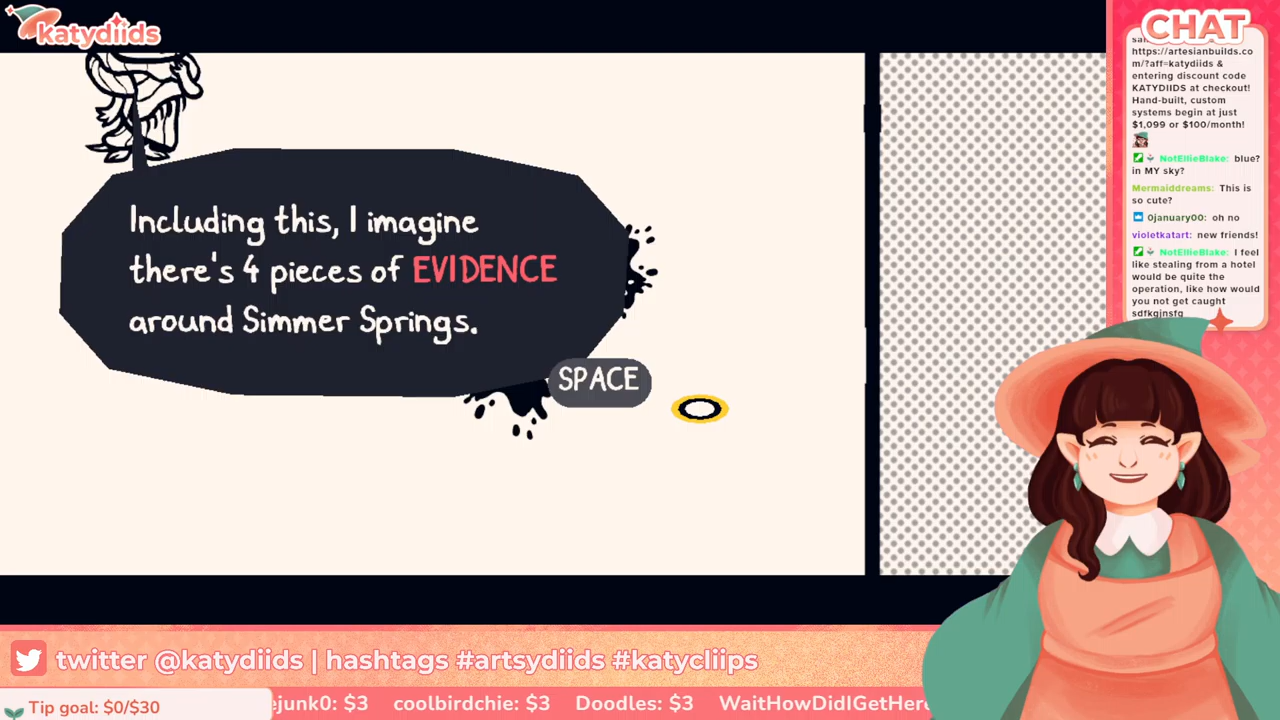 katydiids
Including this, I imagine
there's 4 pieces of EVIDENCE
around Simmer Springs.
SPACE
CHAT
https://artesianbuilds.co
m/?aff=katydiids &
entering discount code
KATYDIIDS at checkout!
Hand-built, custom
systems begin at just
$1,099 or $100/month!
NotEllieBlake: blue?
in MY sky?
Mermaiddreams: This is
so cute?
0january00: oh no
violetkatart: new friends!
NotEllieBlake: I feel
like stealing from a hotel
would be quite the
operation, like how would
you not get caught
sdfkgjnsfg
twitter @katydiids | hashtags #artsydiids #katycliips
Tip goal: $0/$30
ejunk0: $3 coolbirdchie: $3 Doodles: $3 WaitHowDidIGetHere